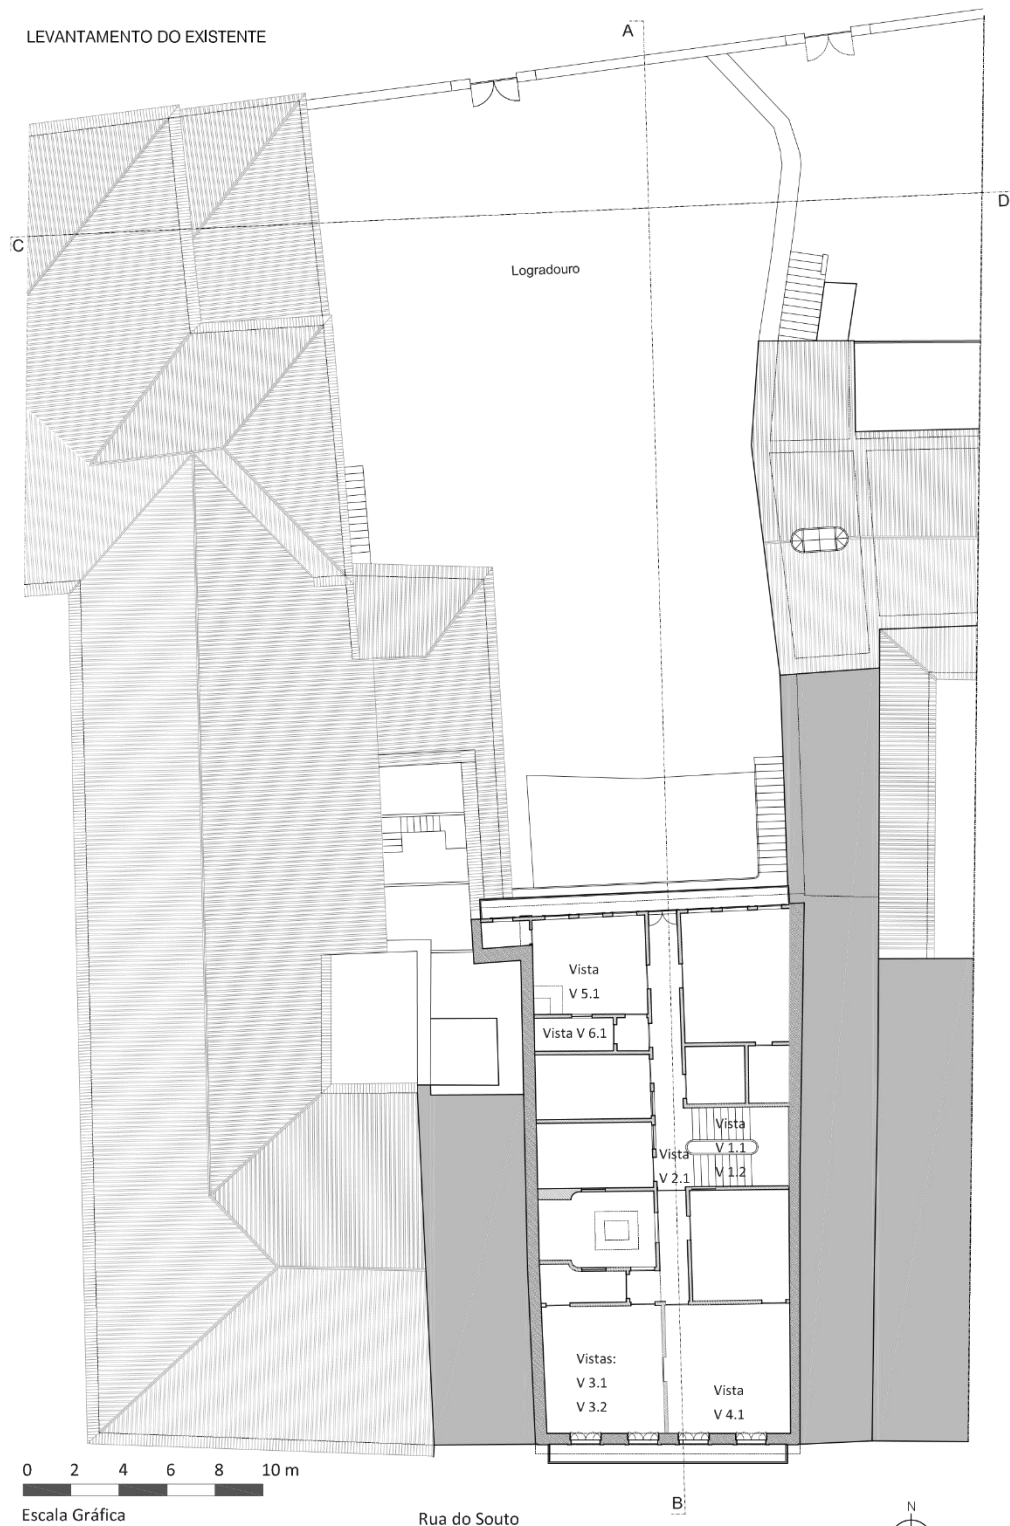 LEVANTAMENTO DO EXISTENTE
A
D
C
Logradouro
Vista
V 5.1
Vista V 6.1
Vista
V 1.1
V 1.2
Vista
V 2.1
Vistas:
V 3.1
V 3.2
Vista
V 4.1
0 2 4 6 8 10 m
Escala Gráfica
Rua do Souto
B
N